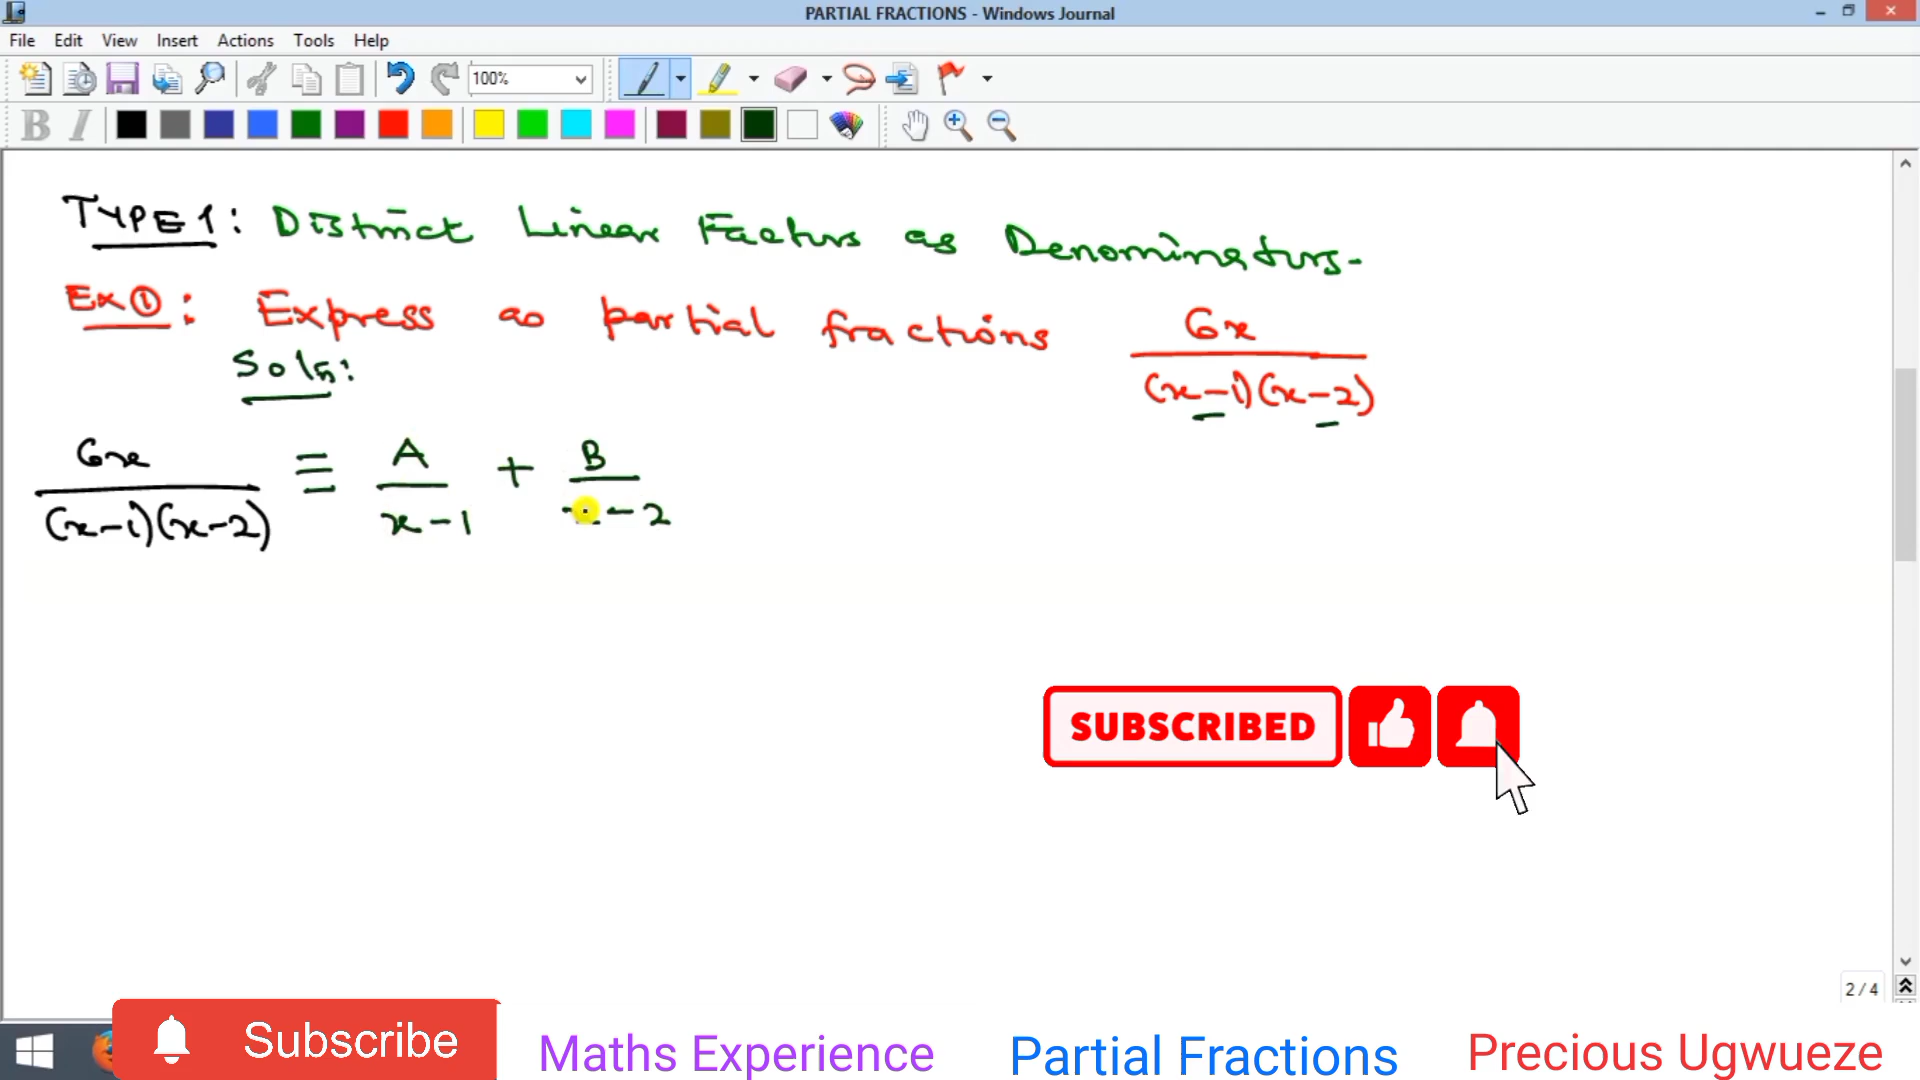 PARTIAL FRACTIONS - Windows Journal
File Edit View Insert Actions Tools Help
100%
B I
TYPE 1: Distinct Linear Factors as Denominators.
Ex ①: Express as partial fractions 6x
(x-1)(x-2)
Soln:
6x ≡ A + B
(x-1)(x-2) x-1 x-2
SUBSCRIBED
2 / 4
Subscribe
Maths Experience
Partial Fractions
Precious Ugwueze